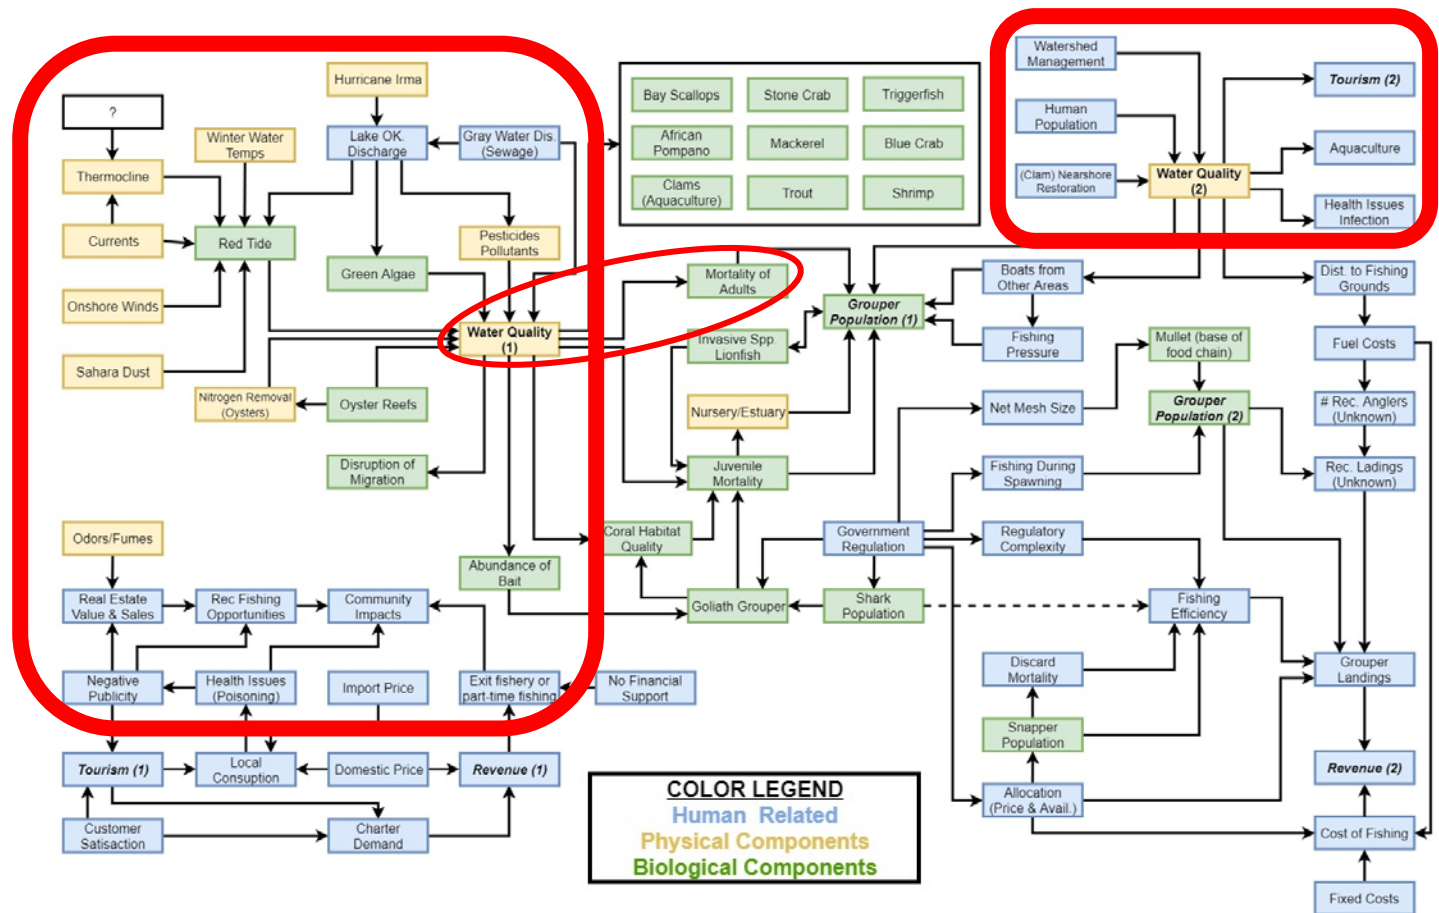 Hurricane Irma
?
Winter Water
Temps
Lake OK.
Discharge
Gray Water Dis.
(Sewage)
Thermocline
Currents
Red Tide
Pesticides
Pollutants
Green Algae
Onshore Winds
Water Quality
(1)
Sahara Dust
Nitrogen Removal
(Oysters)
Oyster Reefs
Disruption of
Migration
Odors/Fumes
Abundance of
Bait
Real Estate
Value & Sales
Rec Fishing
Opportunities
Community
Impacts
Negative
Publicity
Health Issues
(Poisoning)
Import Price
Exit fishery or
part-time fishing
No Financial
Support
Tourism (1)
Local
Consuption
Domestic Price
Revenue (1)
Customer
Satisaction
Charter
Demand
Bay Scallops
Stone Crab
Triggerfish
African
Pompano
Mackerel
Blue Crab
Clams
(Aquaculture)
Trout
Shrimp
Mortality of
Adults
Grouper
Population (1)
Invasive Spp.
Lionfish
Nursery/Estuary
Juvenile
Mortality
Coral Habitat
Quality
Goliath Grouper
Government
Regulation
Shark
Population
Watershed
Management
Human
Population
(Clam) Nearshore
Restoration
Water Quality
(2)
Tourism (2)
Aquaculture
Health Issues
Infection
Boats from
Other Areas
Fishing
Pressure
Dist. to Fishing
Grounds
Mullet (base of
food chain)
Fuel Costs
Net Mesh Size
Grouper
Population (2)
# Rec. Anglers
(Unknown)
Fishing During
Spawning
Rec. Ladings
(Unknown)
Regulatory
Complexity
Fishing
Efficiency
Discard
Mortality
Grouper
Landings
Snapper
Population
Revenue (2)
Allocation
(Price & Avail.)
Cost of Fishing
Fixed Costs
COLOR LEGEND
Human Related
Physical Components
Biological Components